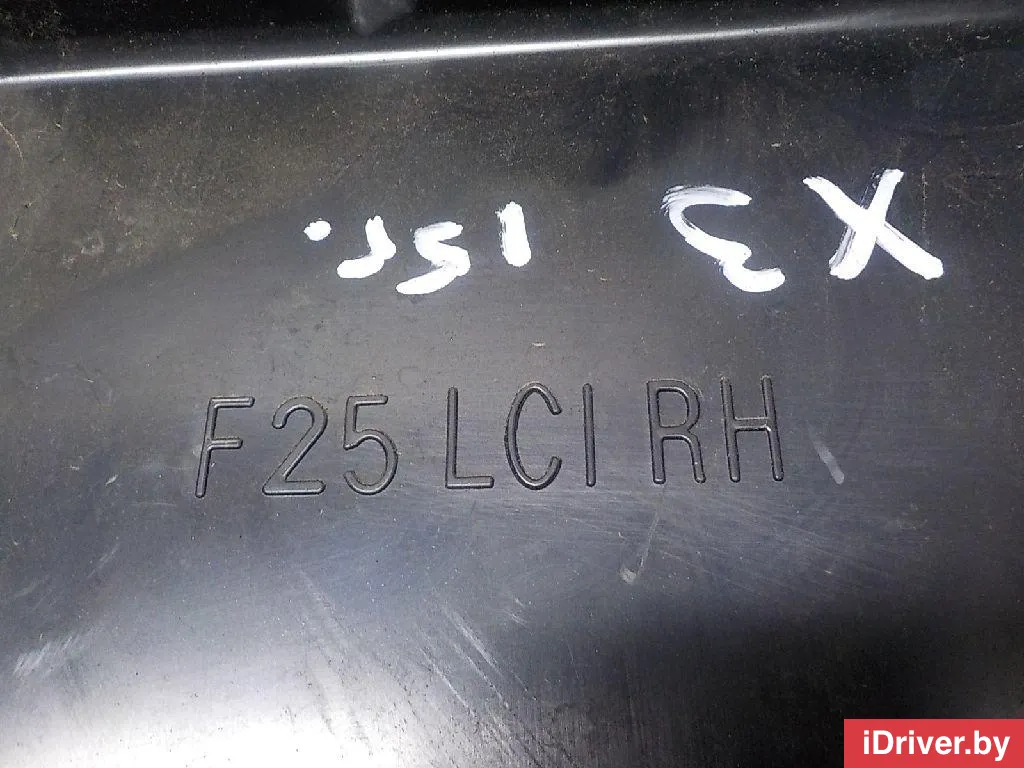 X3 15г.
F25 LCI RH
iDriver.by